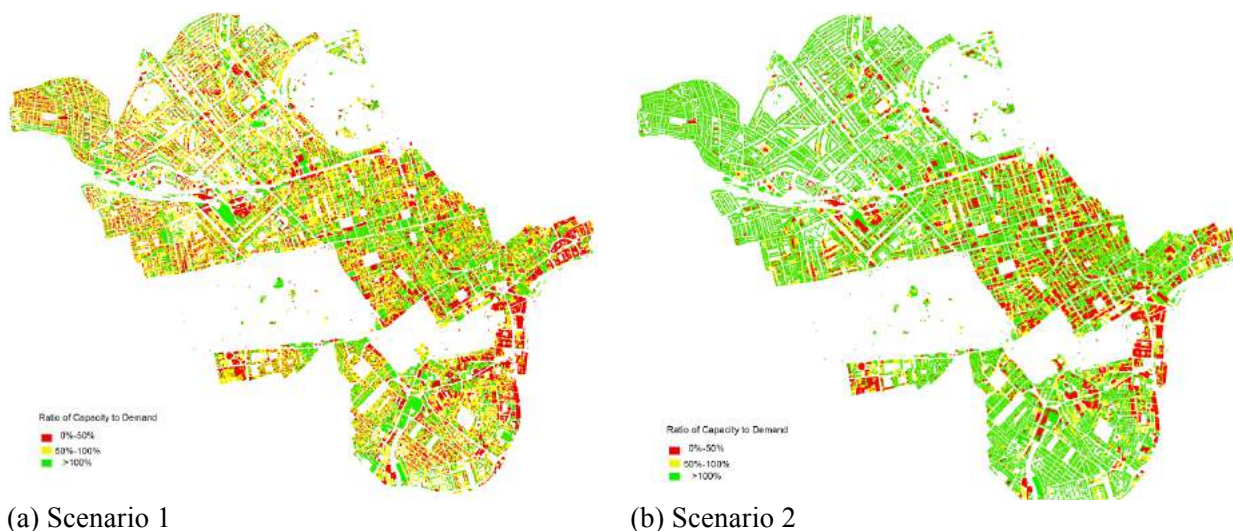 Ratio of Capacity to Demand
0%-50%
50%-100%
>100%
Ratio of Capacity to Demand
0%-50%
50%-100%
>100%
(a) Scenario 1
(b) Scenario 2